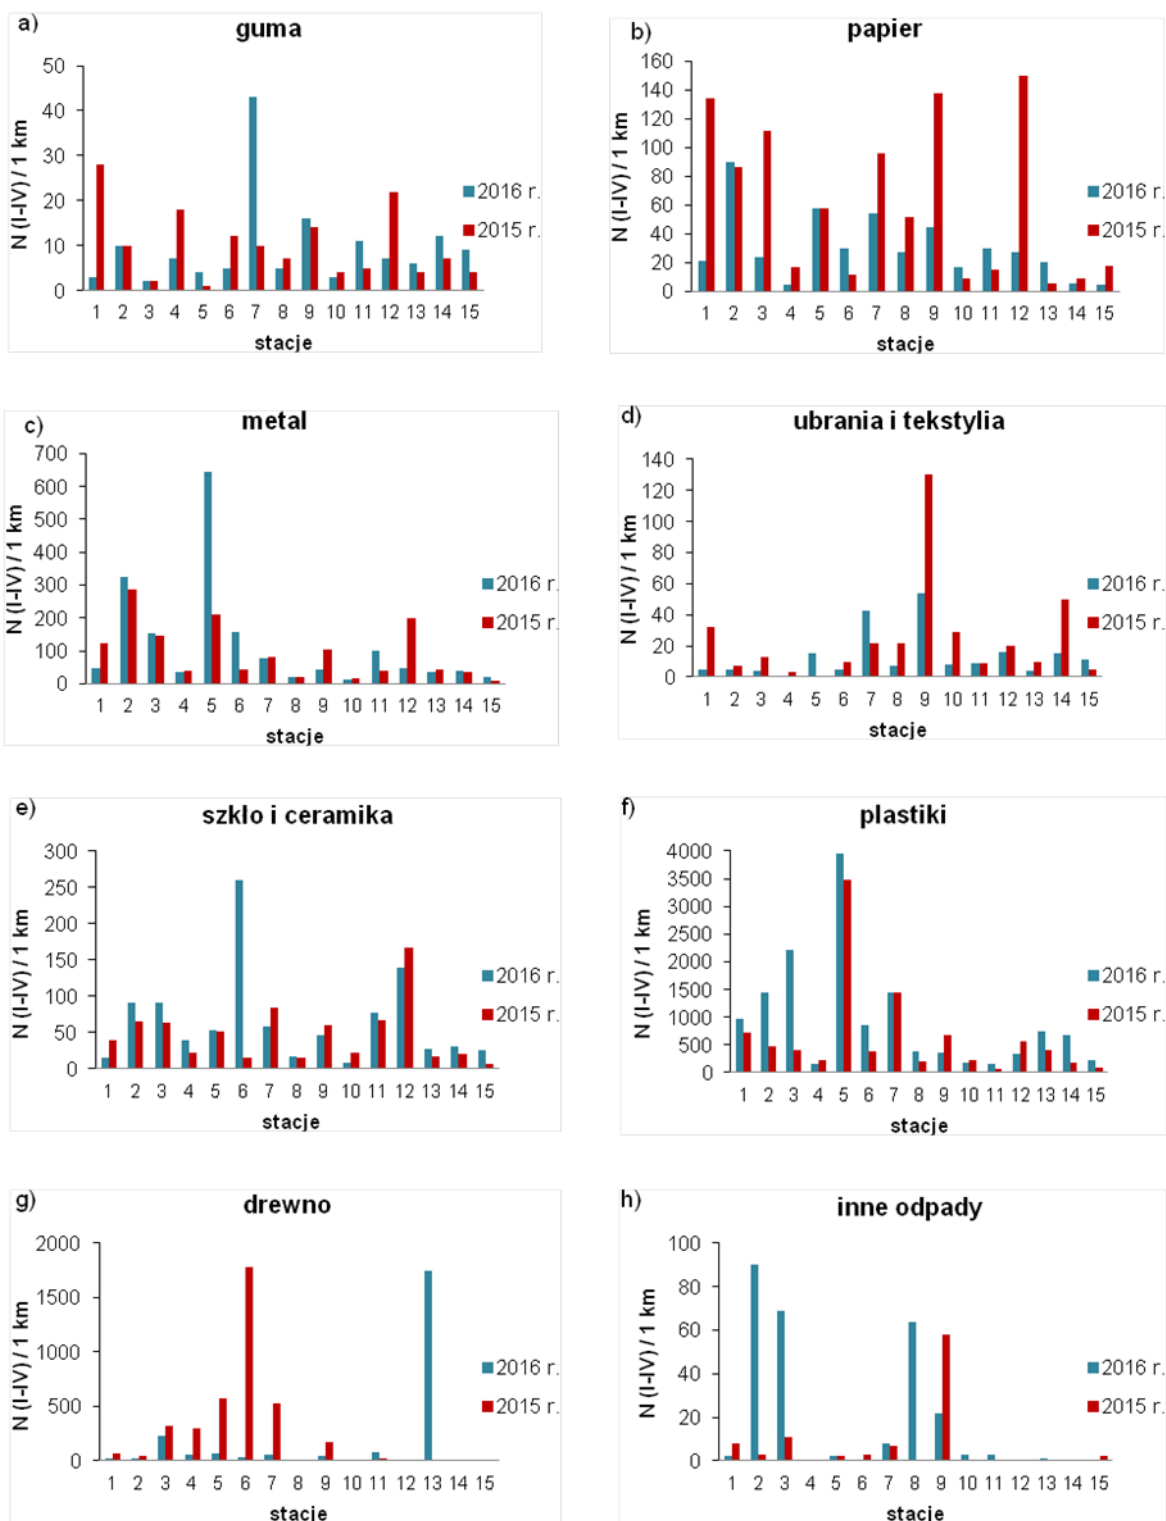 a)
guma
N (I-IV) / 1 km
50
40
30
20
10
0
1 2 3 4 5 6 7 8 9 10 11 12 13 14 15
stacje
2016 r.
2015 r.
b)
papier
N (I-IV) / 1 km
160
140
120
100
80
60
40
20
0
1 2 3 4 5 6 7 8 9 10 11 12 13 14 15
stacje
2016 r.
2015 r.
c)
metal
N (I-IV) / 1 km
700
600
500
400
300
200
100
0
1 2 3 4 5 6 7 8 9 10 11 12 13 14 15
stacje
2016 r.
2015 r.
d)
ubrania i tekstylia
N (I-IV) / 1 km
140
120
100
80
60
40
20
0
1 2 3 4 5 6 7 8 9 10 11 12 13 14 15
stacje
2016 r.
2015 r.
e)
szkło i ceramika
N (I-IV) / 1 km
300
250
200
150
100
50
0
1 2 3 4 5 6 7 8 9 10 11 12 13 14 15
stacje
2016 r.
2015 r.
f)
plastiki
N (I-IV) / 1 km
4000
3500
3000
2500
2000
1500
1000
500
0
1 2 3 4 5 6 7 8 9 10 11 12 13 14 15
stacje
2016 r.
2015 r.
g)
drewno
N (I-IV) / 1 km
2000
1500
1000
500
0
1 2 3 4 5 6 7 8 9 10 11 12 13 14 15
stacje
2016 r.
2015 r.
h)
inne odpady
N (I-IV) / 1 km
100
80
60
40
20
0
1 2 3 4 5 6 7 8 9 10 11 12 13 14 15
stacje
2016 r.
2015 r.